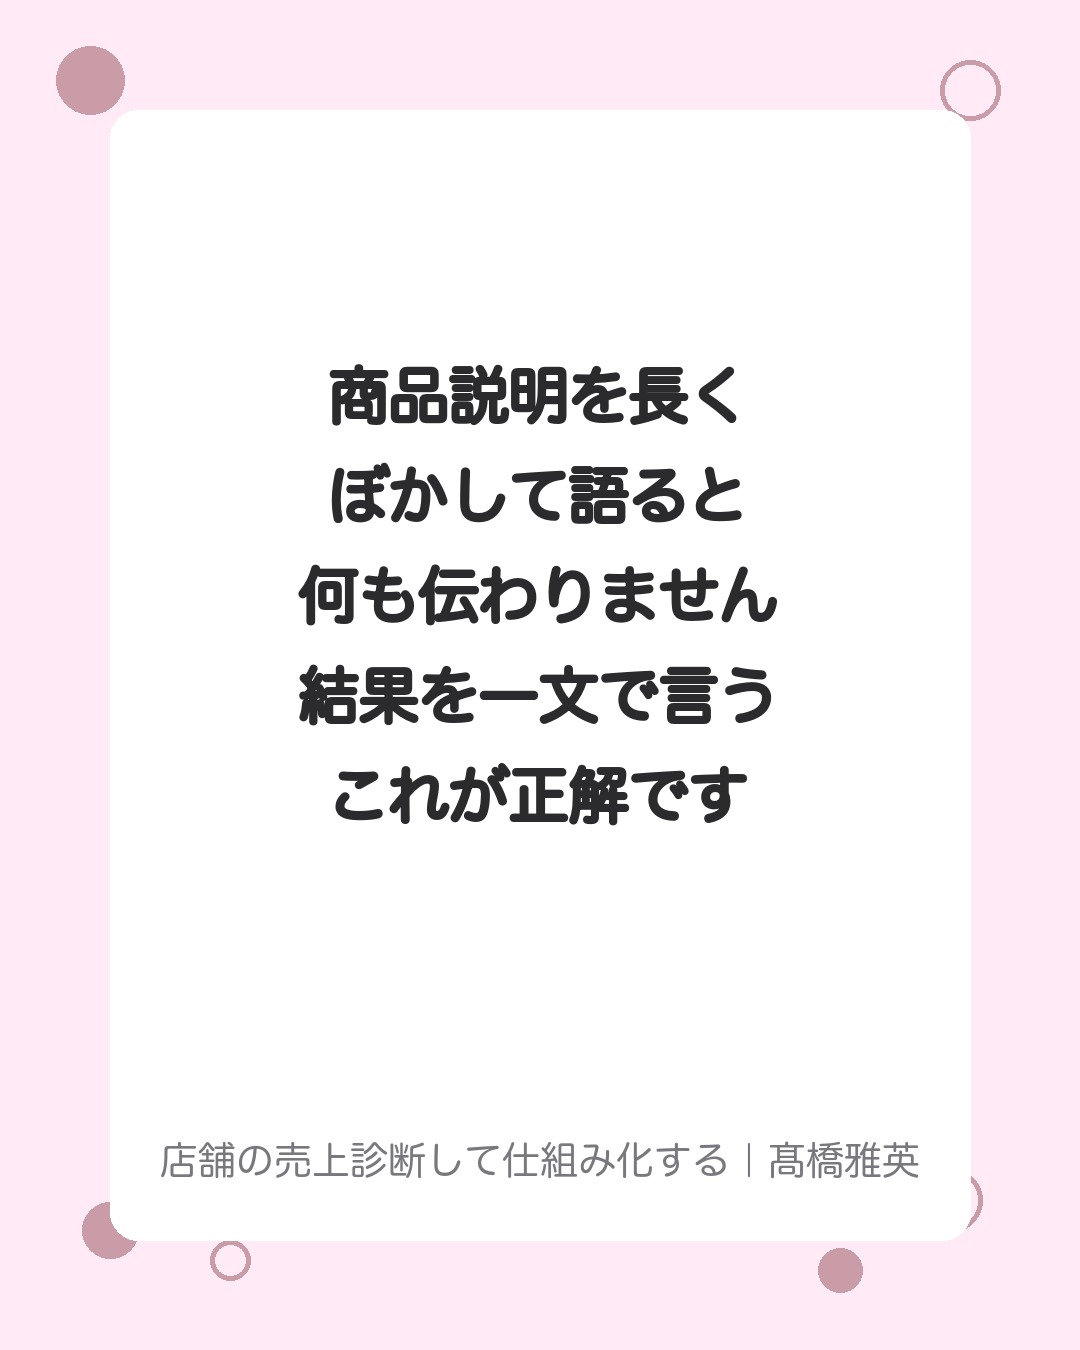 商品説明を長く
ぼかして語ると
何も伝わりません
結果を一文で言う
これが正解です
店舗の売上診断して仕組み化する｜髙橋雅英